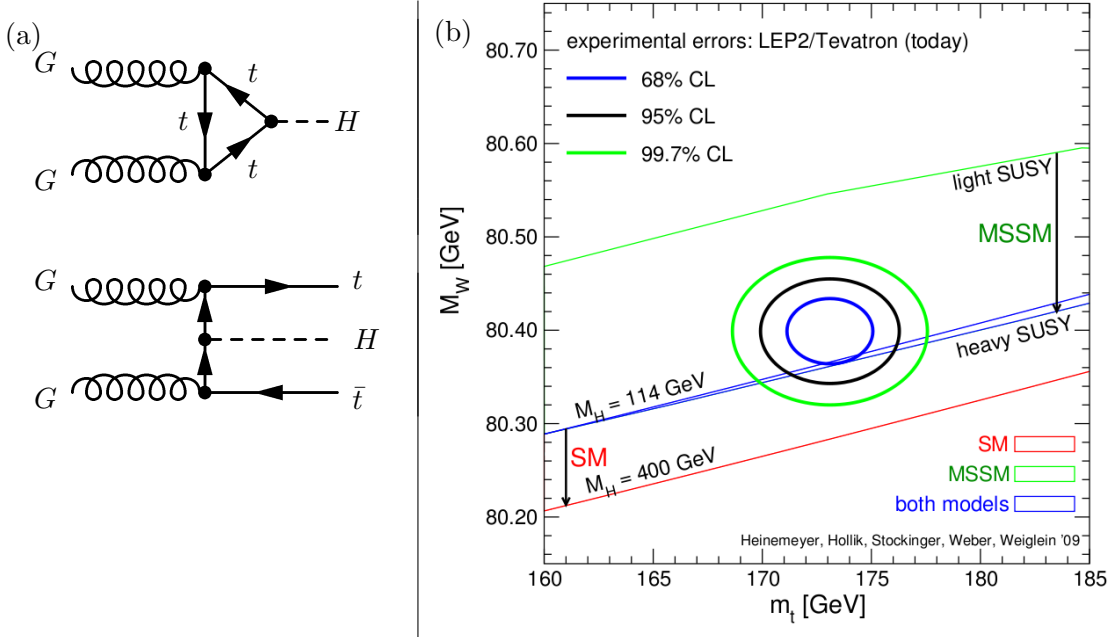 (a)
G
t
t
H
G
t
G
t
H
G
t̄
(b)
experimental errors: LEP2/Tevatron (today)
68% CL
95% CL
99.7% CL
light SUSY
MSSM
heavy SUSY
M_H = 114 GeV
SM
M_H = 400 GeV
SM
MSSM
both models
Heinemeyer, Hollik, Stockinger, Weber, Weiglein '09
80.70
80.60
80.50
80.40
80.30
80.20
M_W [GeV]
160
165
170
175
180
185
m_t [GeV]